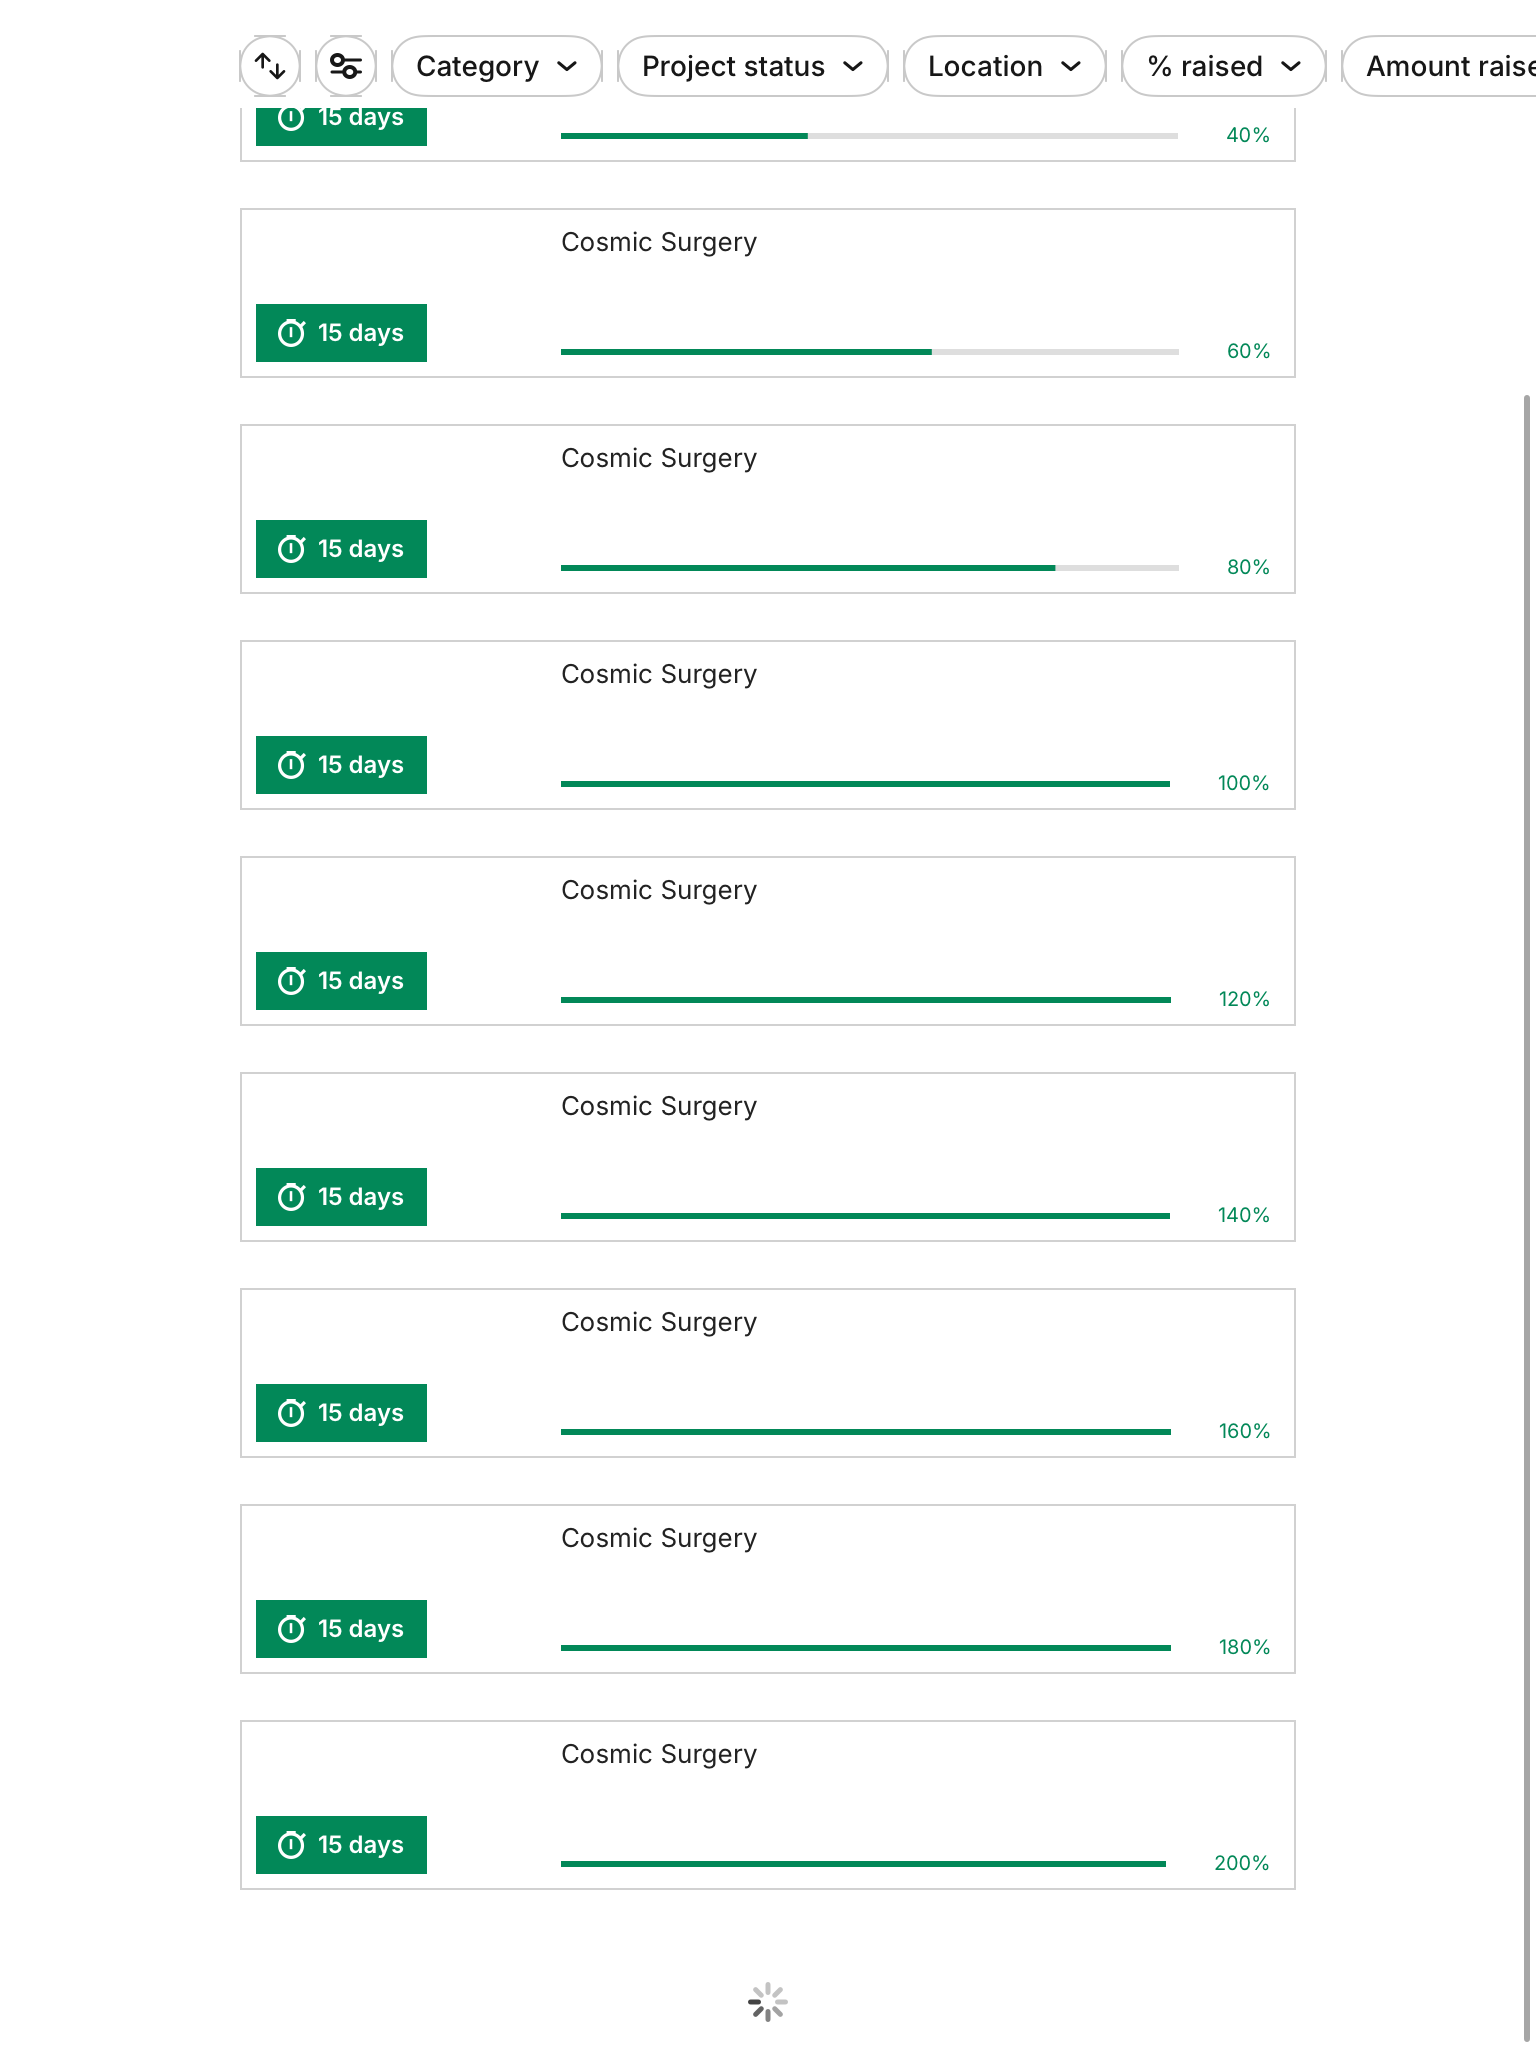 Category
Project status
Location
% raised
Amount raise
15 days
40%
Cosmic Surgery
15 days
60%
Cosmic Surgery
15 days
80%
Cosmic Surgery
15 days
100%
Cosmic Surgery
15 days
120%
Cosmic Surgery
15 days
140%
Cosmic Surgery
15 days
160%
Cosmic Surgery
15 days
180%
Cosmic Surgery
15 days
200%